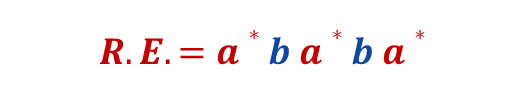 R. E. = a * b a * b a *